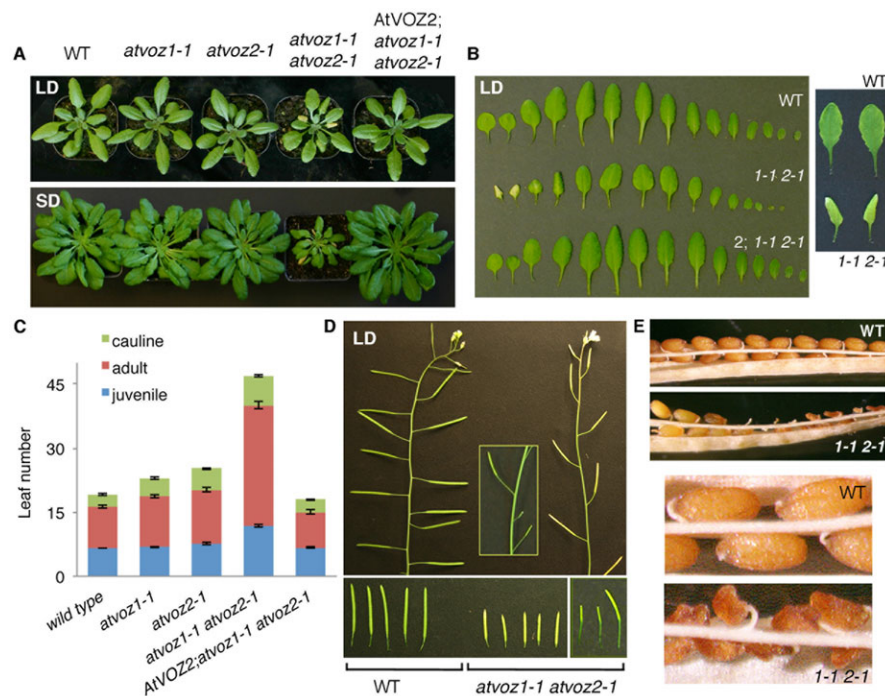 A
WT
atvoz1-1
atvoz2-1
atvoz1-1
atvoz2-1
AtVOZ2;
atvoz1-1
atvoz2-1
LD
SD
B
LD
WT
1-1 2-1
2; 1-1 2-1
WT
1-1 2-1
C
cauline
adult
juvenile
Leaf number
45
30
15
0
wild type
atvoz1-1
atvoz2-1
atvoz1-1 atvoz2-1
AtVOZ2;atvoz1-1 atvoz2-1
D
LD
WT
atvoz1-1 atvoz2-1
E
WT
1-1 2-1
WT
1-1 2-1